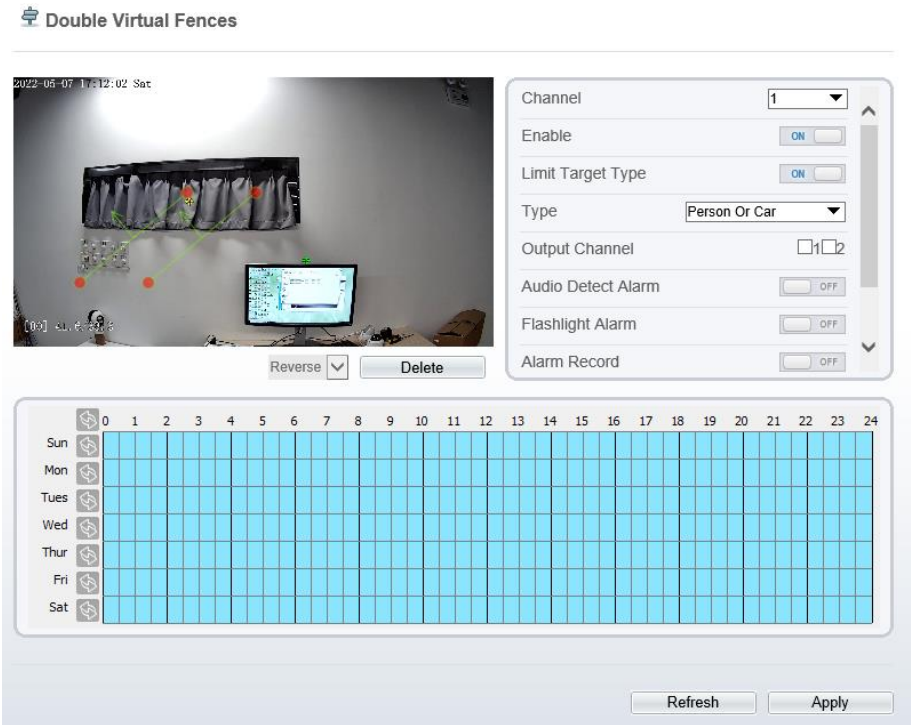 Double Virtual Fences
2022-05-07 17:12:02 Sat
Channel 1
Enable ON
Limit Target Type ON
Type Person Or Car
Output Channel 1 2
Audio Detect Alarm OFF
Flashlight Alarm OFF
Alarm Record OFF
Reverse Delete
0 1 2 3 4 5 6 7 8 9 10 11 12 13 14 15 16 17 18 19 20 21 22 23 24
Sun
Mon
Tues
Wed
Thur
Fri
Sat
Refresh Apply